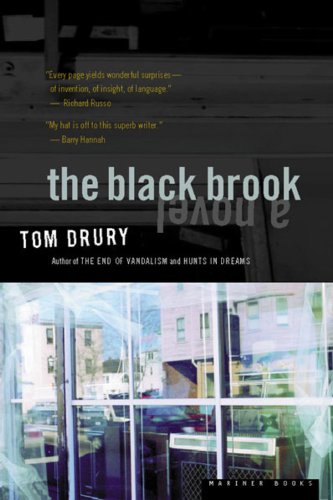 "Every page yields wonderful surprises—
of invention, of insight, of language."
— Richard Russo
"My hat is off to this superb writer."
— Barry Hannah
the black brook
a novel
TOM DRURY
Author of THE END OF VANDALISM and HUNTS IN DREAMS
MARINER BOOKS